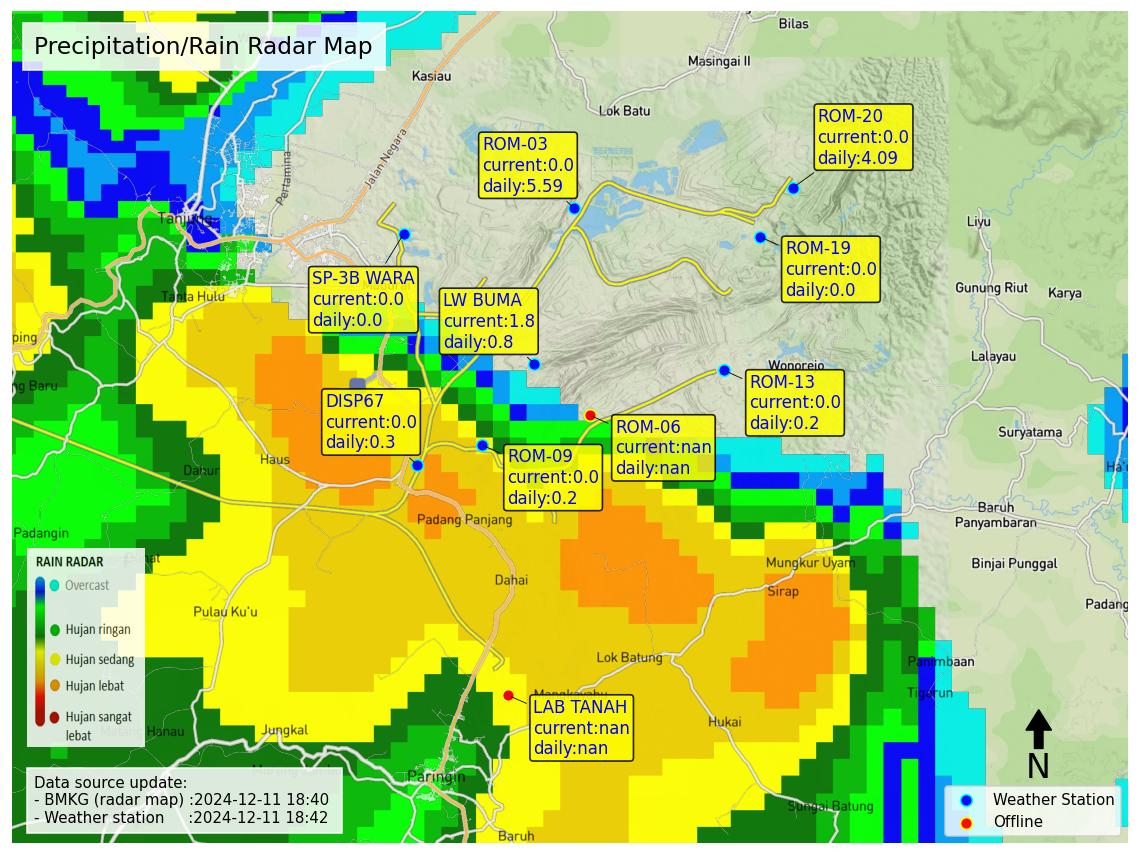 Precipitation/Rain Radar Map
Bilas
Masingai II
Kasiau
Lok Batu
Jalan Negara
Pertamina
ROM-20
current:0.0
daily:4.09
ROM-03
current:0.0
daily:5.59
Tanjung
Liyu
ROM-19
current:0.0
daily:0.0
SP-3B WARA
current:0.0
daily:0.0
LW BUMA
current:1.8
daily:0.8
Tanta Hulu
Gunung Riut
Karya
ping
Lalayau
Wonorejo
ng Baru
ROM-13
current:0.0
daily:0.2
DISP67
current:0.0
daily:0.3
ROM-06
current:nan
daily:nan
Suryatama
ROM-09
current:0.0
daily:0.2
Haus
Dahur
Ha'u
Baruh
Panyambaran
Padang Panjang
Padangin
Mungkur Uyam
Binjai Punggal
Dahai
Sirap
Padang
Pulau Ku'u
Lok Batung
Panimbaan
Tigarun
LAB TANAH
current:nan
daily:nan
Hukai
Jungkal
Hanau
Paringin
Sungai Batung
Baruh
RAIN RADAR
Overcast
Hujan ringan
Hujan sedang
Hujan lebat
Hujan sangat
lebat
Data source update:
- BMKG (radar map) :2024-12-11 18:40
- Weather station :2024-12-11 18:42
N
Weather Station
Offline